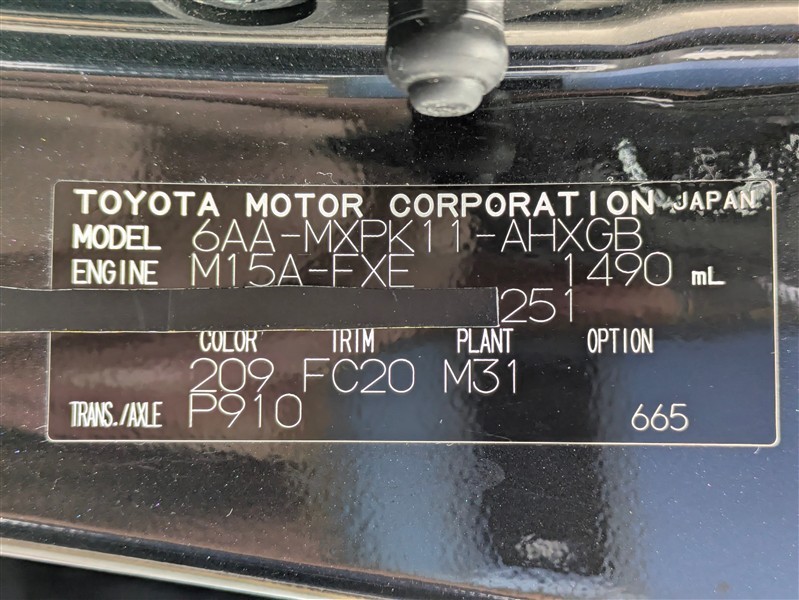 TOYOTA MOTOR CORPORATION JAPAN
MODEL 6AA-MXPK11-AHXGB
ENGINE M15A-FXE 1490 mL
251
COLOR TRIM PLANT OPTION
209 FC20 M31
TRANS./AXLE P910 665